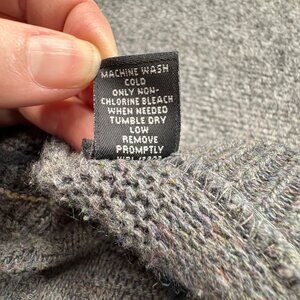 MACHINE WASH
COLD
ONLY NON-
CHLORINE BLEACH
WHEN NEEDED
TUMBLE DRY
LOW
REMOVE
PROMPTLY